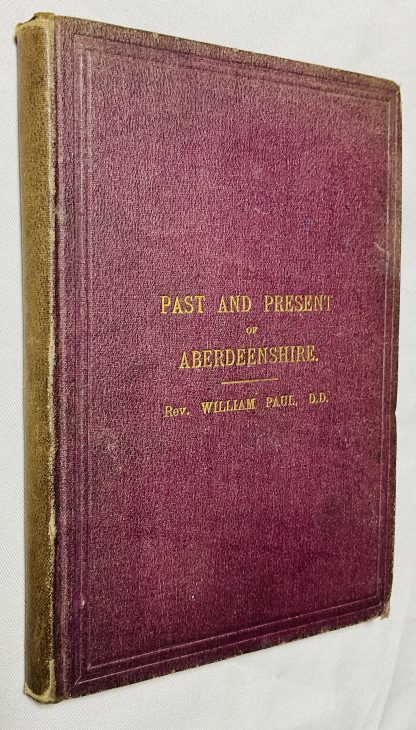 PAST AND PRESENT
OF
ABERDEENSHIRE.
Rev. WILLIAM PAUL, D.D.